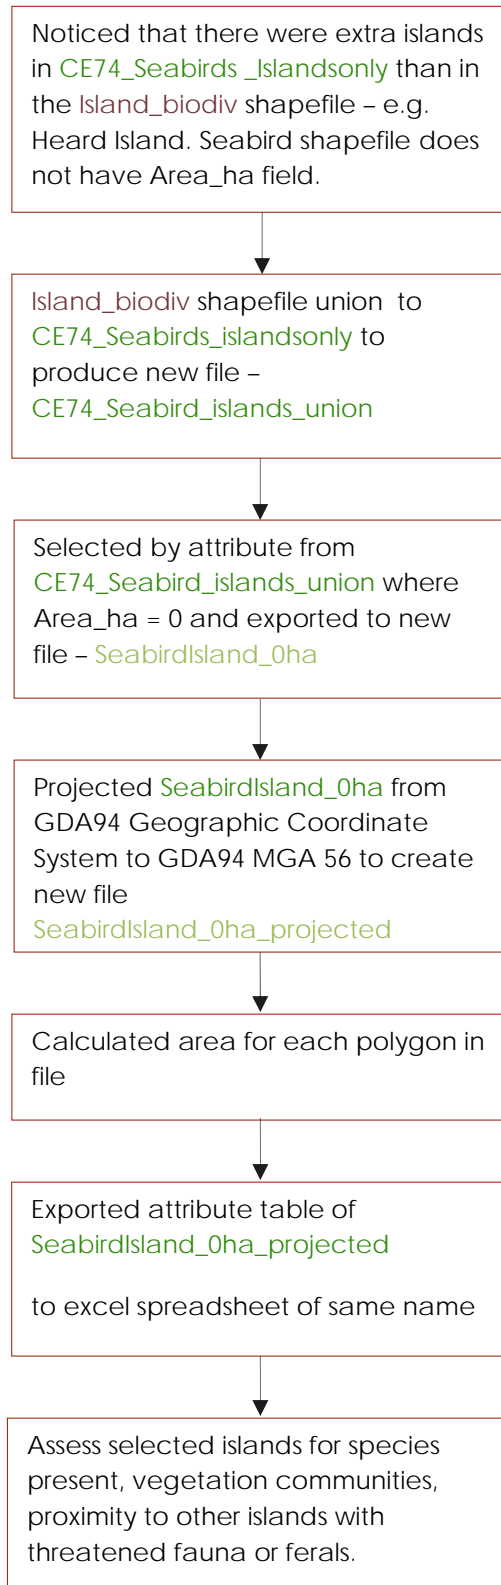 Noticed that there were extra islands
in CE74_Seabirds _Islandsonly than in
the Island_biodiv shapefile – e.g.
Heard Island. Seabird shapefile does
not have Area_ha field.
Island_biodiv shapefile union to
CE74_Seabirds_islandsonly to
produce new file –
CE74_Seabird_islands_union
Selected by attribute from
CE74_Seabird_islands_union where
Area_ha = 0 and exported to new
file – SeabirdIsland_0ha
Projected SeabirdIsland_0ha from
GDA94 Geographic Coordinate
System to GDA94 MGA 56 to create
new file
SeabirdIsland_0ha_projected
Calculated area for each polygon in
file
Exported attribute table of
SeabirdIsland_0ha_projected
to excel spreadsheet of same name
Assess selected islands for species
present, vegetation communities,
proximity to other islands with
threatened fauna or ferals.